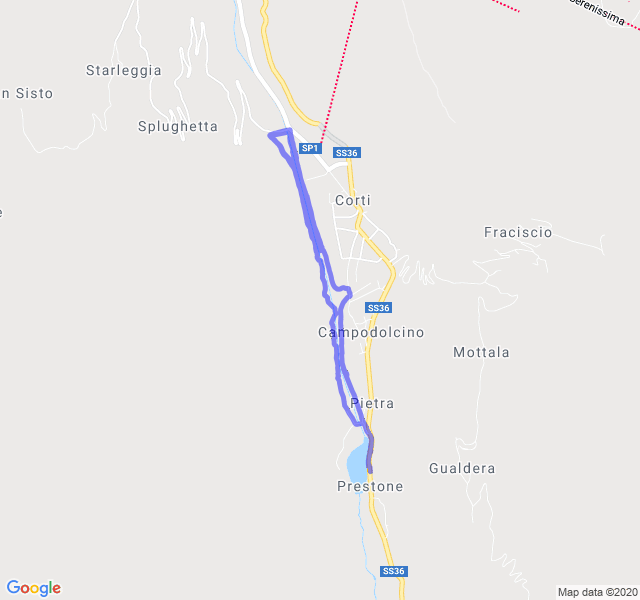 Serenissima
Starleggia
n Sisto
Splughetta
SP1
SS36
Corti
e
Fraciscio
SS36
Campodolcino
Mottala
Pietra
Gualdera
Prestone
SS36
Google
Map data ©2020